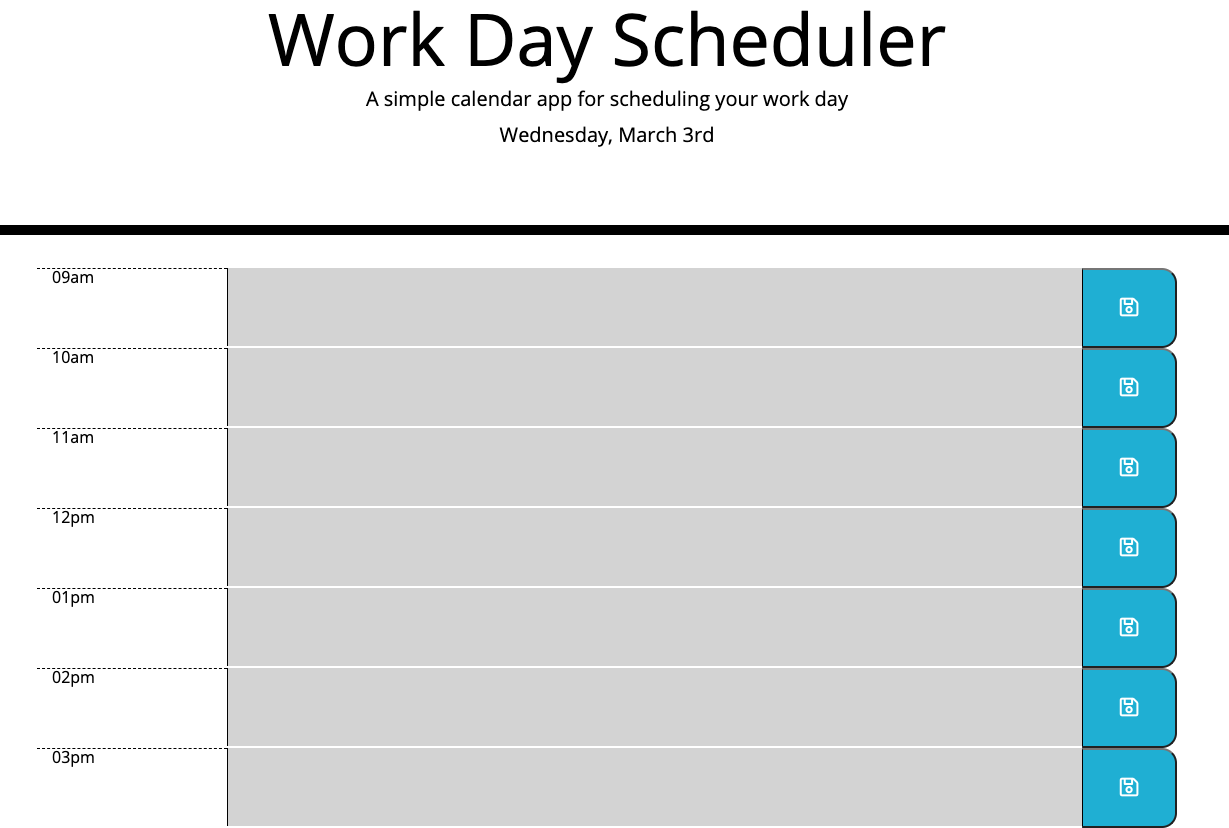 Work Day Scheduler
A simple calendar app for scheduling your work day
Wednesday, March 3rd
09am
10am
11am
12pm
01pm
02pm
03pm